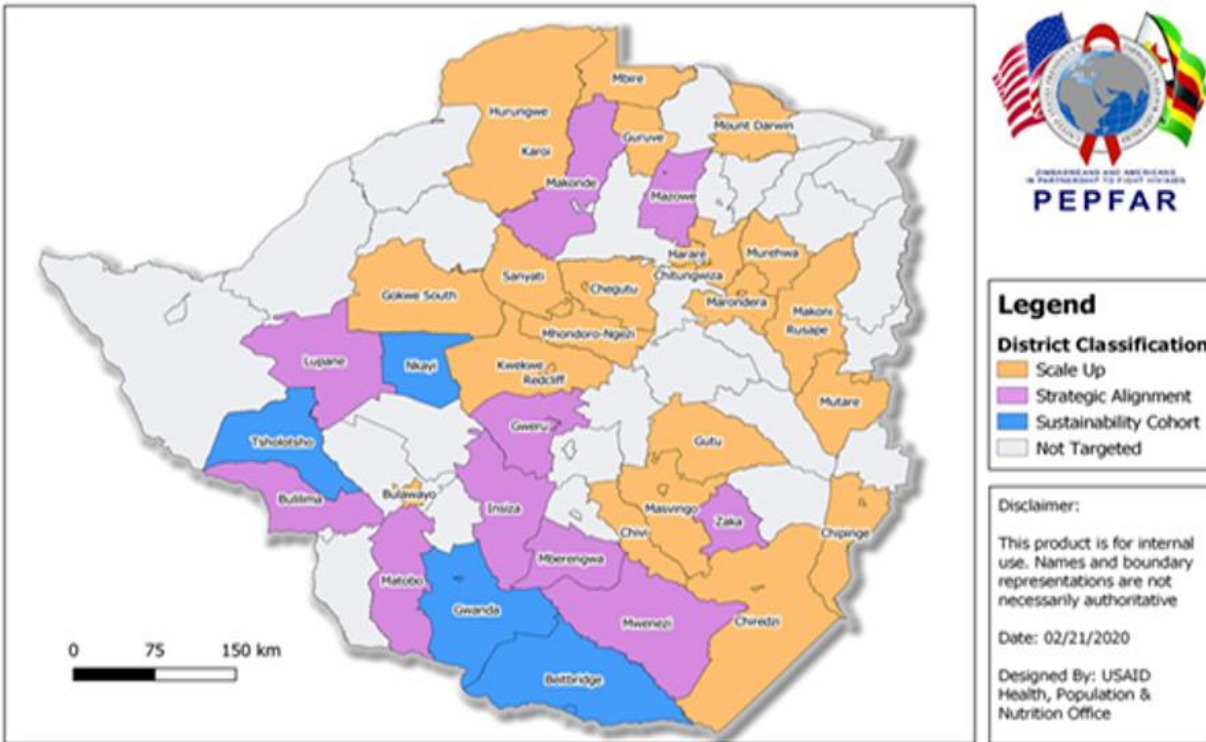 Mbire
Hurungwe
Mount Darwin
Guruve
Karoi
Makonde
Mazowe
Harare
Murehwa
Chitungwiza
Sanyati
Gokwe South
Chegutu
Marondera
Makoni
Rusape
Mhondoro-Ngezi
Lupane
Nkayi
Kwekwe
Redcliff
Mutare
Gweru
Gutu
Tsholotsho
Bulilima
Bulawayo
Insiza
Masvingo
Zaka
Chivi
Chipinge
Mberengwa
Matobo
Gwanda
Mwenezi
Chiredzi
Beitbridge
0 75 150 km
ZIMBABWEANS AND AMERICANS
IN PARTNERSHIP TO FIGHT HIV/AIDS
PEPFAR
Legend
District Classification
Scale Up
Strategic Alignment
Sustainability Cohort
Not Targeted
Disclaimer:
This product is for internal
use. Names and boundary
representations are not
necessarily authoritative
Date: 02/21/2020
Designed By: USAID
Health, Population &
Nutrition Office